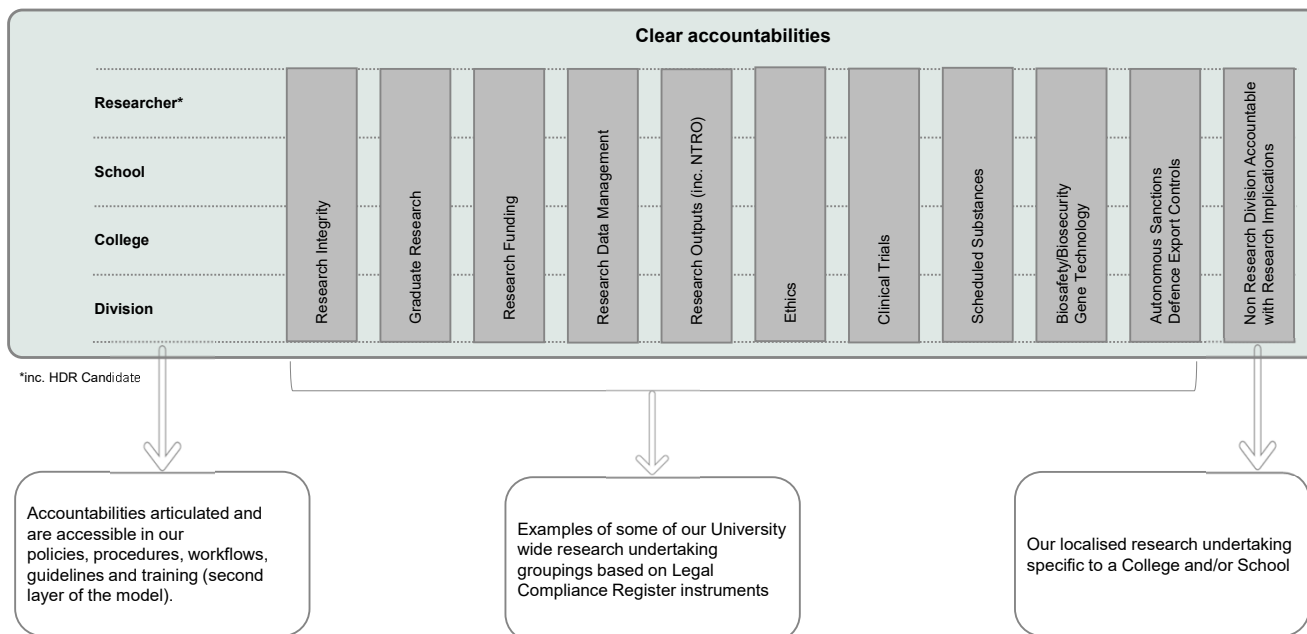 Clear accountabilities
Researcher*
School
College
Division
Research Integrity
Graduate Research
Research Funding
Research Data Management
Research Outputs (inc. NTRO)
Ethics
Clinical Trials
Scheduled Substances
Biosafety/Biosecurity
Gene Technology
Autonomous Sanctions
Defence Export Controls
Non Research Division Accountable
with Research Implications
*inc. HDR Candidate
Accountabilities articulated and
are accessible in our
policies, procedures, workflows,
guidelines and training (second
layer of the model).
Examples of some of our University
wide research undertaking
groupings based on Legal
Compliance Register instruments
Our localised research undertaking
specific to a College and/or School